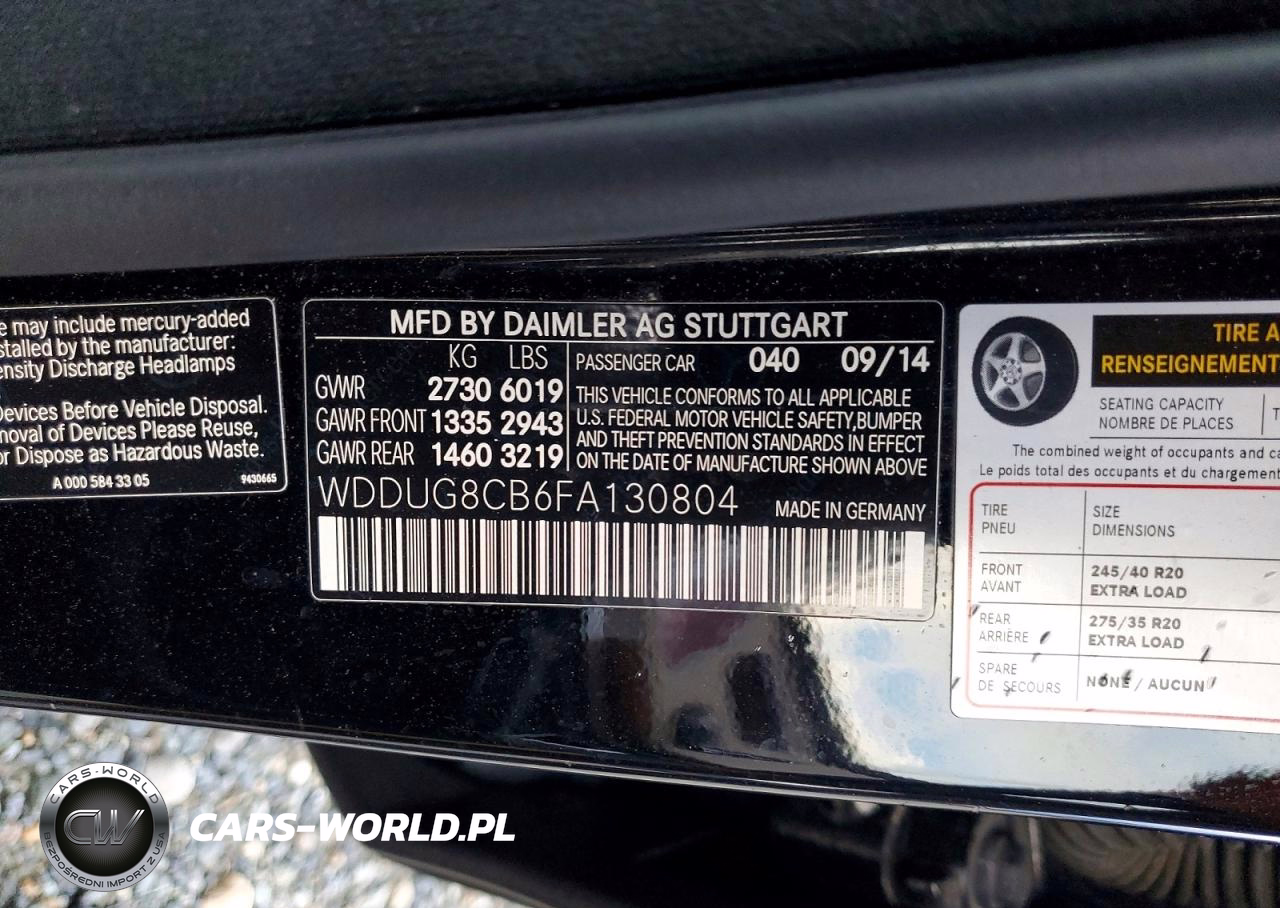 e may include mercury-added
stalled by the manufacturer:
ensity Discharge Headlamps
Devices Before Vehicle Disposal.
moval of Devices Please Reuse,
or Dispose as Hazardous Waste.
A 000 584 33 05 9430665
MFD BY DAIMLER AG STUTTGART
KG LBS
GVWR 2730 6019
GAWR FRONT 1335 2943
GAWR REAR 1460 3219
PASSENGER CAR 040 09/14
THIS VEHICLE CONFORMS TO ALL APPLICABLE
U.S. FEDERAL MOTOR VEHICLE SAFETY,BUMPER
AND THEFT PREVENTION STANDARDS IN EFFECT
ON THE DATE OF MANUFACTURE SHOWN ABOVE
WDDUG8CB6FA130804 MADE IN GERMANY
TIRE A
RENSEIGNEMENT
SEATING CAPACITY
NOMBRE DE PLACES
The combined weight of occupants and ca
Le poids total des occupants et du chargement
TIRE SIZE
PNEU DIMENSIONS
FRONT 245/40 R20
AVANT EXTRA LOAD
REAR 275/35 R20
ARRIÈRE EXTRA LOAD
SPARE
DE SECOURS NONE / AUCUN
CARS-WORLD
CW
BEZPOŚREDNI IMPORT Z USA
CARS-WORLD.PL